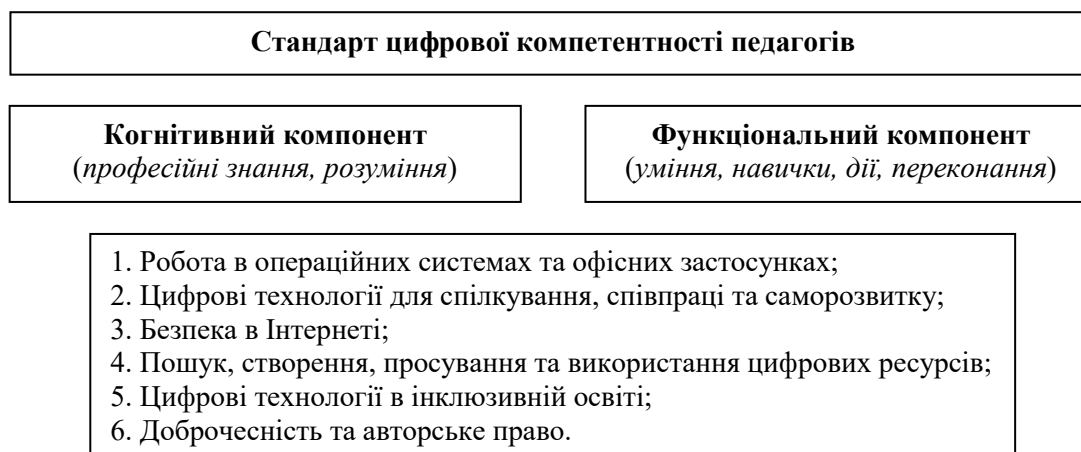 Стандарт цифрової компетентності педагогів
Когнітивний компонент
(професійні знання, розуміння)
Функціональний компонент
(уміння, навички, дії, переконання)
1. Робота в операційних системах та офісних застосунках;
2. Цифрові технології для спілкування, співпраці та саморозвитку;
3. Безпека в Інтернеті;
4. Пошук, створення, просування та використання цифрових ресурсів;
5. Цифрові технології в інклюзивній освіті;
6. Доброчесність та авторське право.